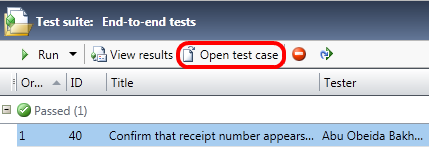 Test suite: End-to-end tests
Run View results Open test case
Or... ID Title Tester
Passed (1)
1 40 Confirm that receipt number appears... Abu Obeida Bakh...